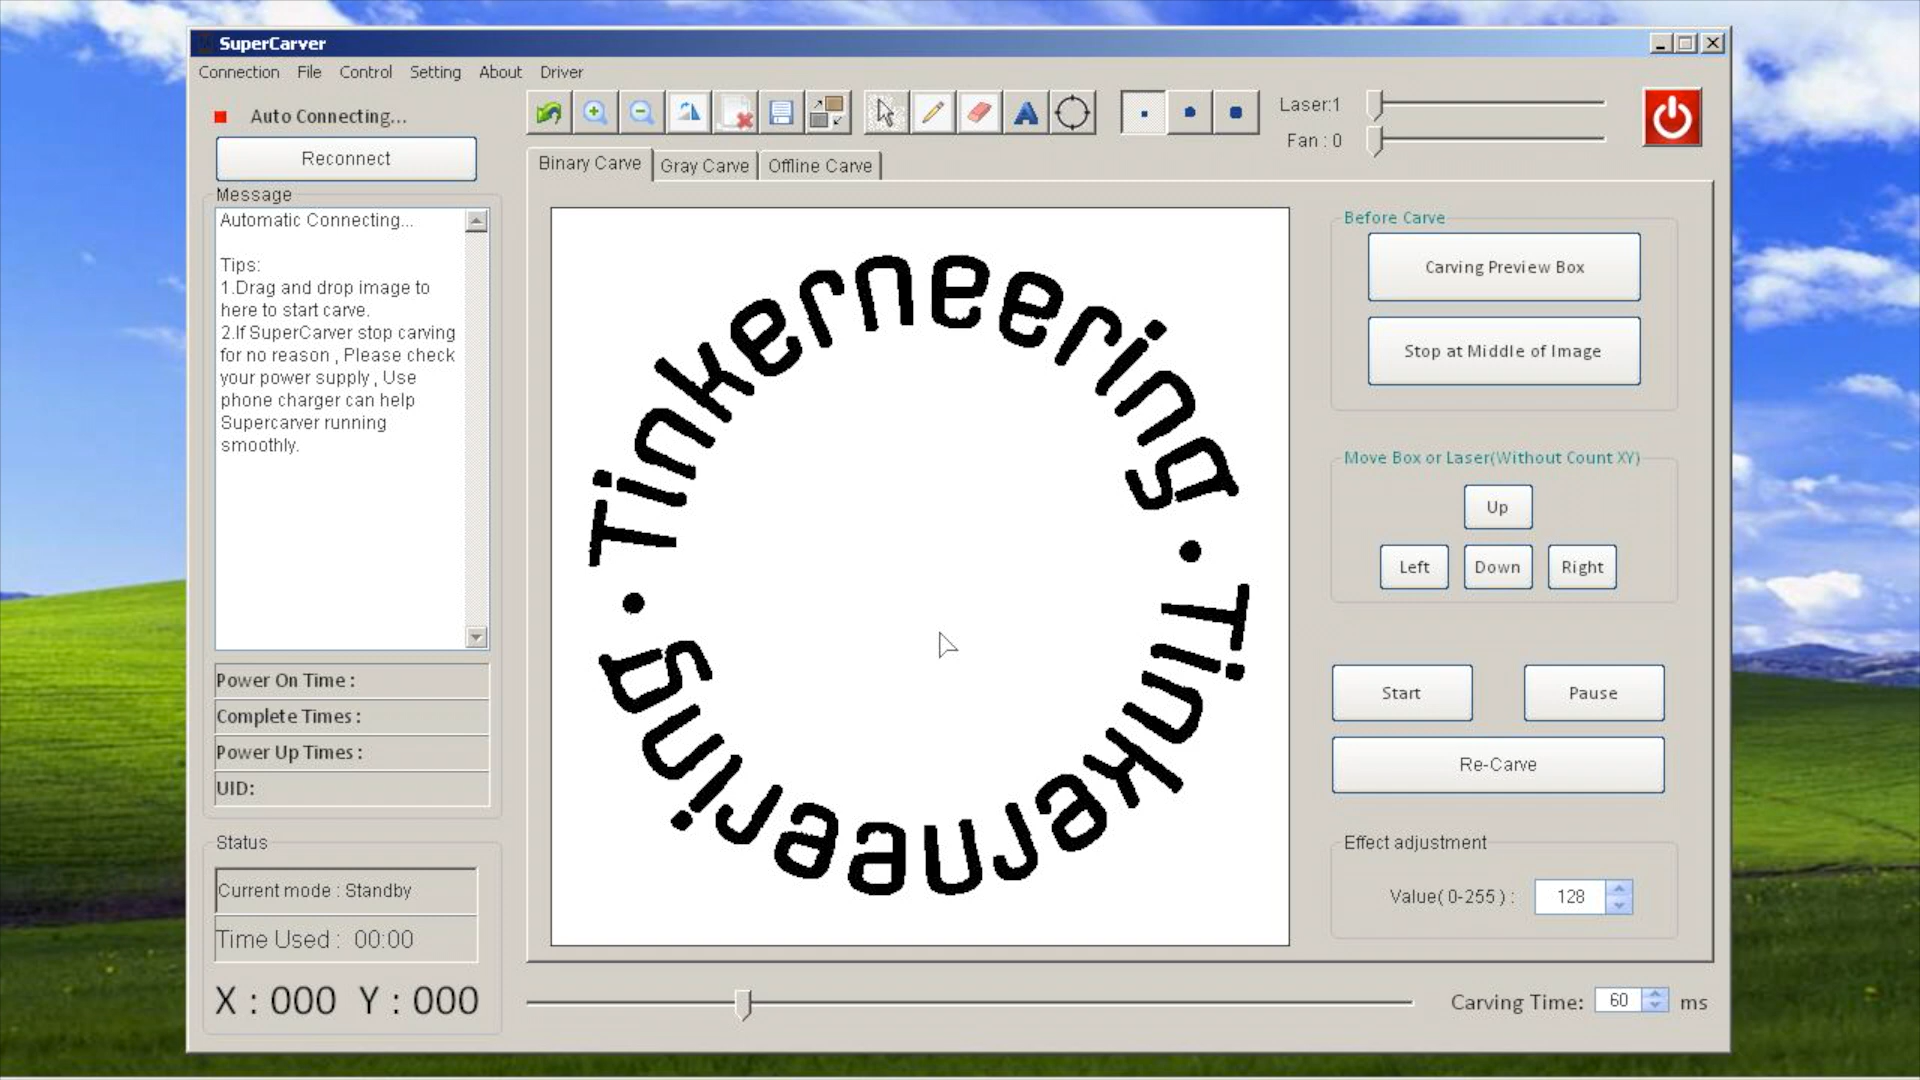 SuperCarver
Connection File Control Setting About Driver
Auto Connecting...
Reconnect
Message
Automatic Connecting...
Tips:
1.Drag and drop image to
here to start carve.
2.If SuperCarver stop carving
for no reason , Please check
your power supply , Use
phone charger can help
Supercarver running
smoothly.
Power On Time :
Complete Times :
Power Up Times :
UID:
Status
Current mode : Standby
Time Used : 00:00
X : 000 Y : 000
A
Laser:1
Fan : 0
Binary Carve Gray Carve Offline Carve
Tinkerneering • Tinkerneering •
Before Carve
Carving Preview Box
Stop at Middle of Image
Move Box or Laser(Without Count XY)
Up
Left Down Right
Start Pause
Re-Carve
Effect adjustment
Value( 0-255 ) : 128
Carving Time: 60 ms